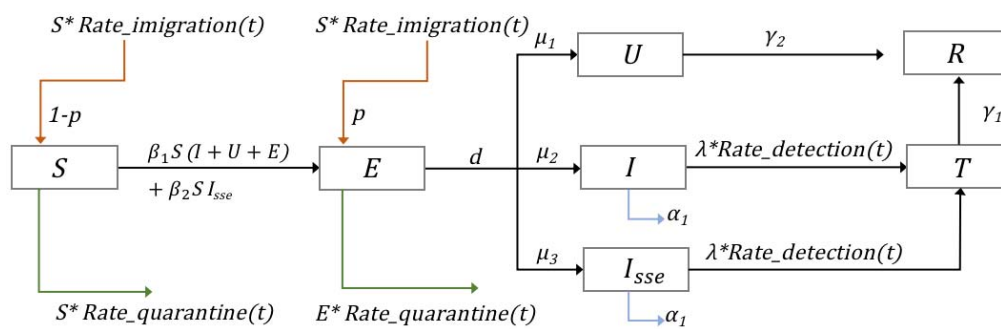 S* Rate_imigration(t)
S* Rate_imigration(t)
1-p
p
μ₁
U
γ₂
R
γ₁
S
β₁S (I + U + E)
+ β₂S Iₛₛₑ
E
d
μ₂
I
λ*Rate_detection(t)
T
α₁
μ₃
Iₛₛₑ
λ*Rate_detection(t)
α₁
S* Rate_quarantine(t)
E* Rate_quarantine(t)